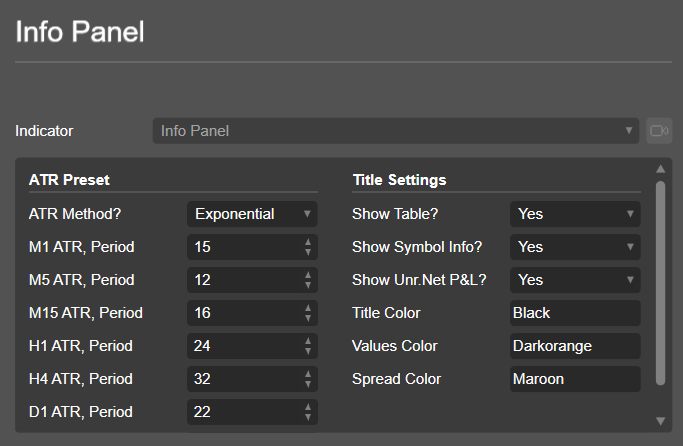 Info Panel
Indicator
Info Panel
ATR Preset
ATR Method?
Exponential
M1 ATR, Period
15
M5 ATR, Period
12
M15 ATR, Period
16
H1 ATR, Period
24
H4 ATR, Period
32
D1 ATR, Period
22
Title Settings
Show Table?
Yes
Show Symbol Info?
Yes
Show Unr.Net P&L?
Yes
Title Color
Black
Values Color
Darkorange
Spread Color
Maroon